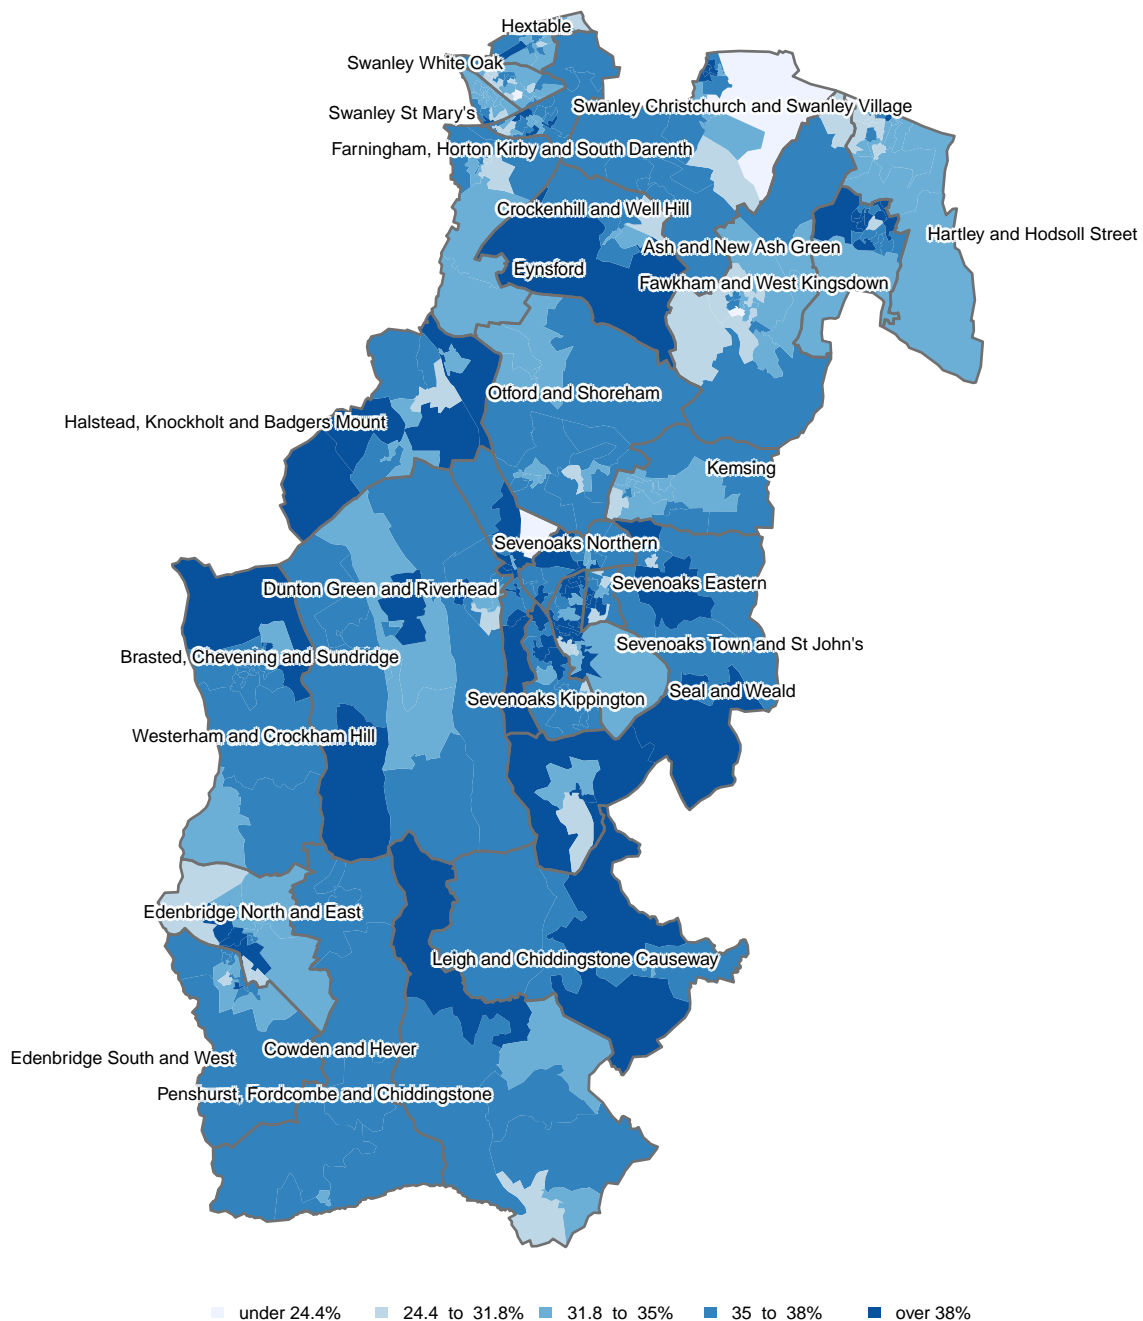 Hextable
Swanley White Oak
Swanley Christchurch and Swanley Village
Swanley St Mary's
Farningham, Horton Kirby and South Darenth
Crockenhill and Well Hill
Hartley and Hodsoll Street
Ash and New Ash Green
Eynsford
Fawkham and West Kingsdown
Otford and Shoreham
Halstead, Knockholt and Badgers Mount
Kemsing
Sevenoaks Northern
Sevenoaks Eastern
Dunton Green and Riverhead
Sevenoaks Town and St John's
Brasted, Chevening and Sundridge
Seal and Weald
Sevenoaks Kippington
Westerham and Crockham Hill
Edenbridge North and East
Leigh and Chiddingstone Causeway
Cowden and Hever
Edenbridge South and West
Penshurst, Fordcombe and Chiddingstone
under 24.4% 24.4 to 31.8% 31.8 to 35% 35 to 38% over 38%